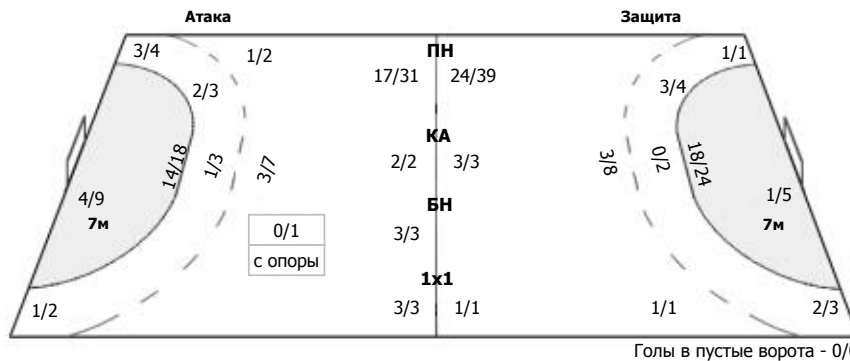 Атака
Защита
3/4
1/2
ПН
1/1
17/31
24/39
2/3
3/4
КА
14/18
1/3
3/7
2/2
3/3
3/8
0/2
18/24
4/9
7м
1/5
7м
БН
0/1
3/3
с опоры
1x1
1/2
3/3
1/1
1/1
2/3
Голы в пустые ворота - 0/0